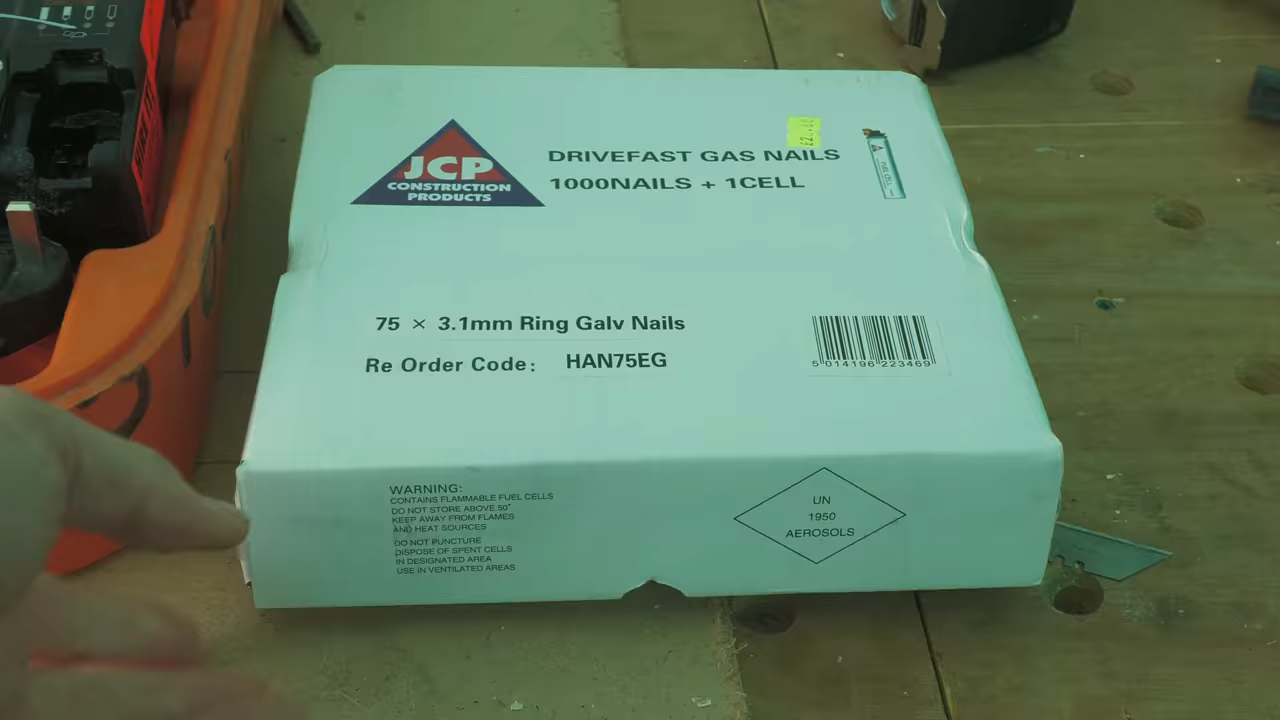 JCP
CONSTRUCTION
PRODUCTS
DRIVEFAST GAS NAILS
1000NAILS + 1CELL
FUEL CELL
75 × 3.1mm Ring Galv Nails
Re Order Code: HAN75EG
5 014196 223469
WARNING:
CONTAINS FLAMMABLE FUEL CELLS
DO NOT STORE ABOVE 50°
KEEP AWAY FROM FLAMES
AND HEAT SOURCES
DO NOT PUNCTURE
DISPOSE OF SPENT CELLS
IN DESIGNATED AREA
USE IN VENTILATED AREAS
UN
1950
AEROSOLS